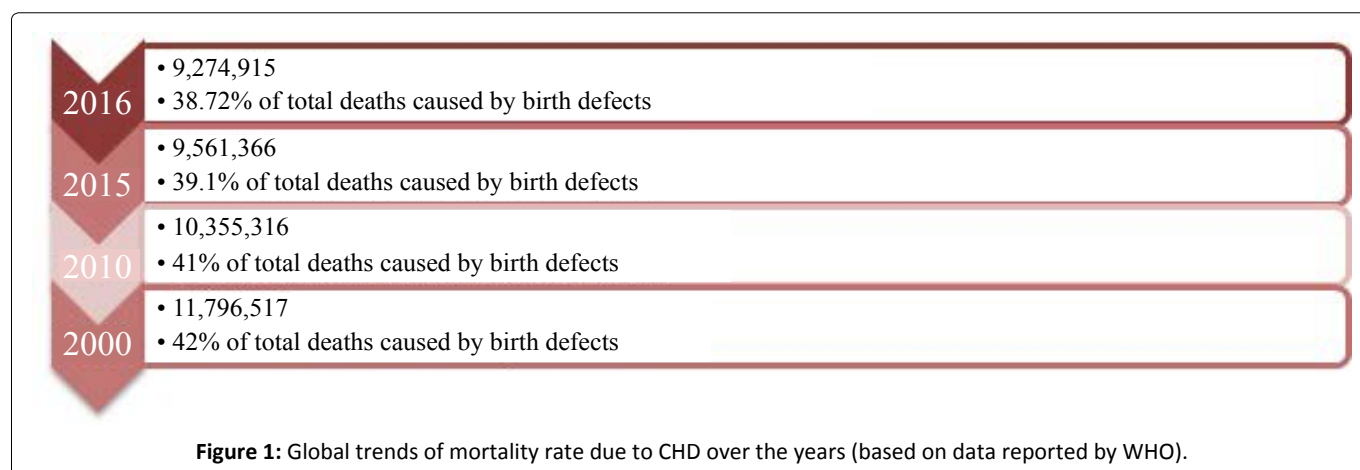 2016
• 9,274,915
• 38.72% of total deaths caused by birth defects
2015
• 9,561,366
• 39.1% of total deaths caused by birth defects
2010
• 10,355,316
• 41% of total deaths caused by birth defects
2000
• 11,796,517
• 42% of total deaths caused by birth defects
Figure 1: Global trends of mortality rate due to CHD over the years (based on data reported by WHO).